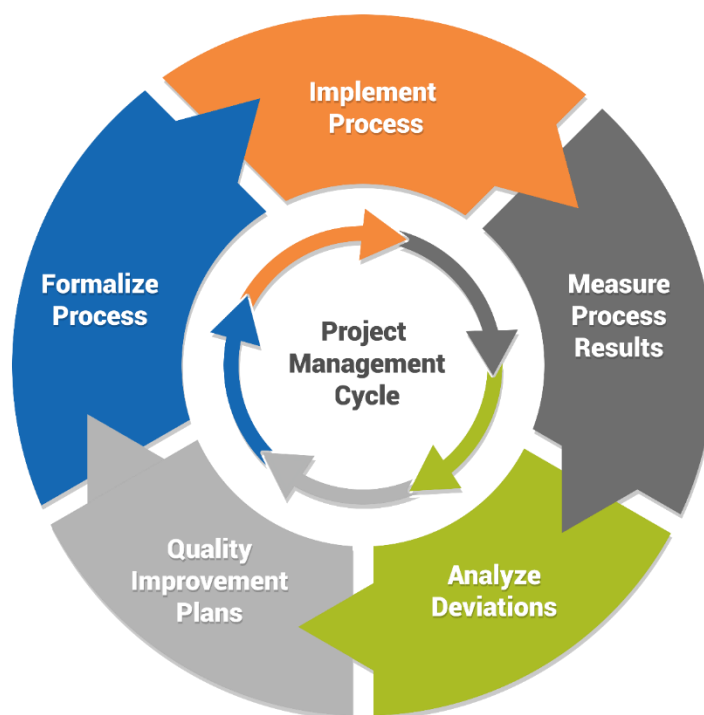 Implement
Process
Measure
Process
Results
Analyze
Deviations
Quality
Improvement
Plans
Formalize
Process
Project
Management
Cycle